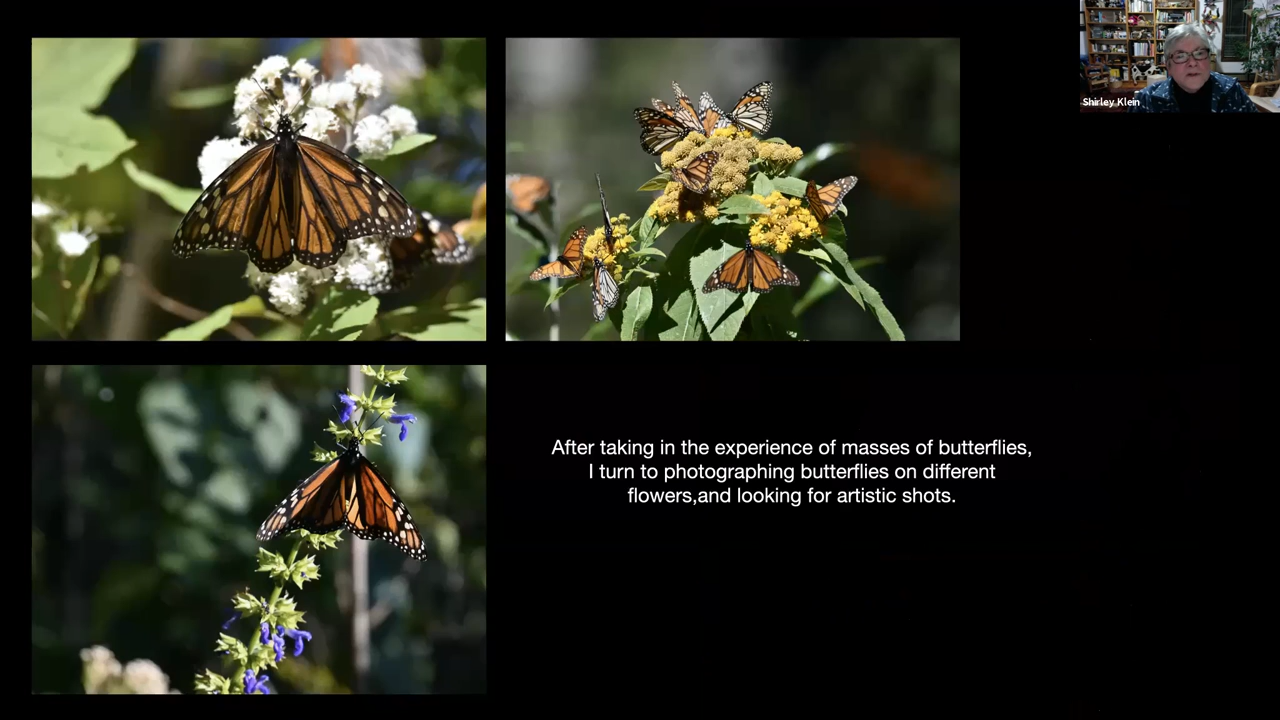 Shirley Klein
After taking in the experience of masses of butterflies,
I turn to photographing butterflies on different
flowers,and looking for artistic shots.